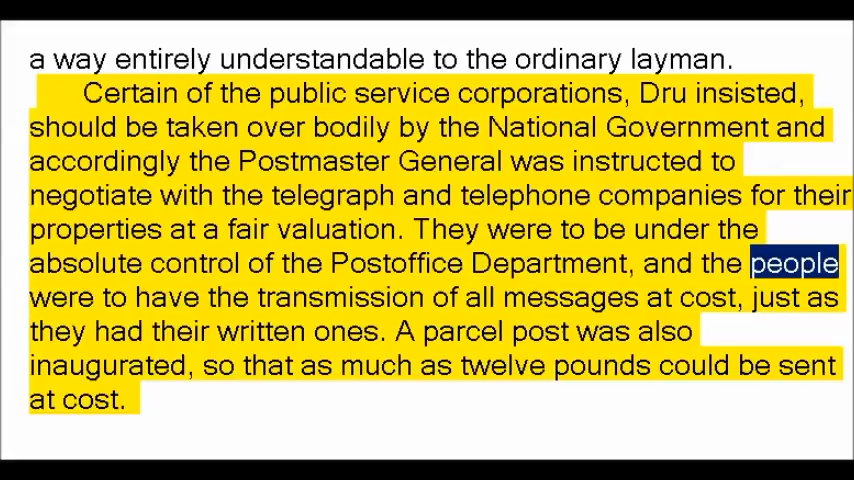 a way entirely understandable to the ordinary layman.
Certain of the public service corporations, Dru insisted,
should be taken over bodily by the National Government and
accordingly the Postmaster General was instructed to
negotiate with the telegraph and telephone companies for their
properties at a fair valuation. They were to be under the
absolute control of the Postoffice Department, and the people
were to have the transmission of all messages at cost, just as
they had their written ones. A parcel post was also
inaugurated, so that as much as twelve pounds could be sent
at cost.